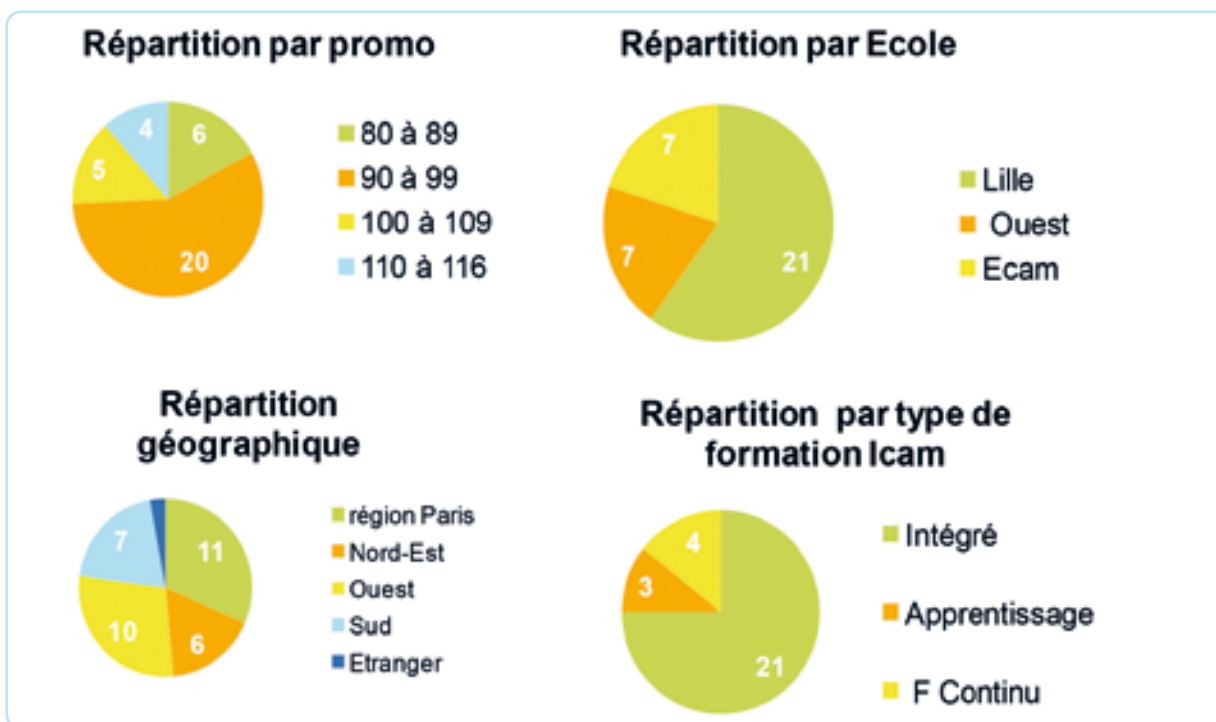 Répartition par promo
4
6
5
20
80 à 89
90 à 99
100 à 109
110 à 116
Répartition par Ecole
7
7
21
Lille
Ouest
Ecam
Répartition
géographique
7
11
10
6
région Paris
Nord-Est
Ouest
Sud
Etranger
Répartition par type de
formation Icam
4
3
21
Intégré
Apprentissage
F Continu